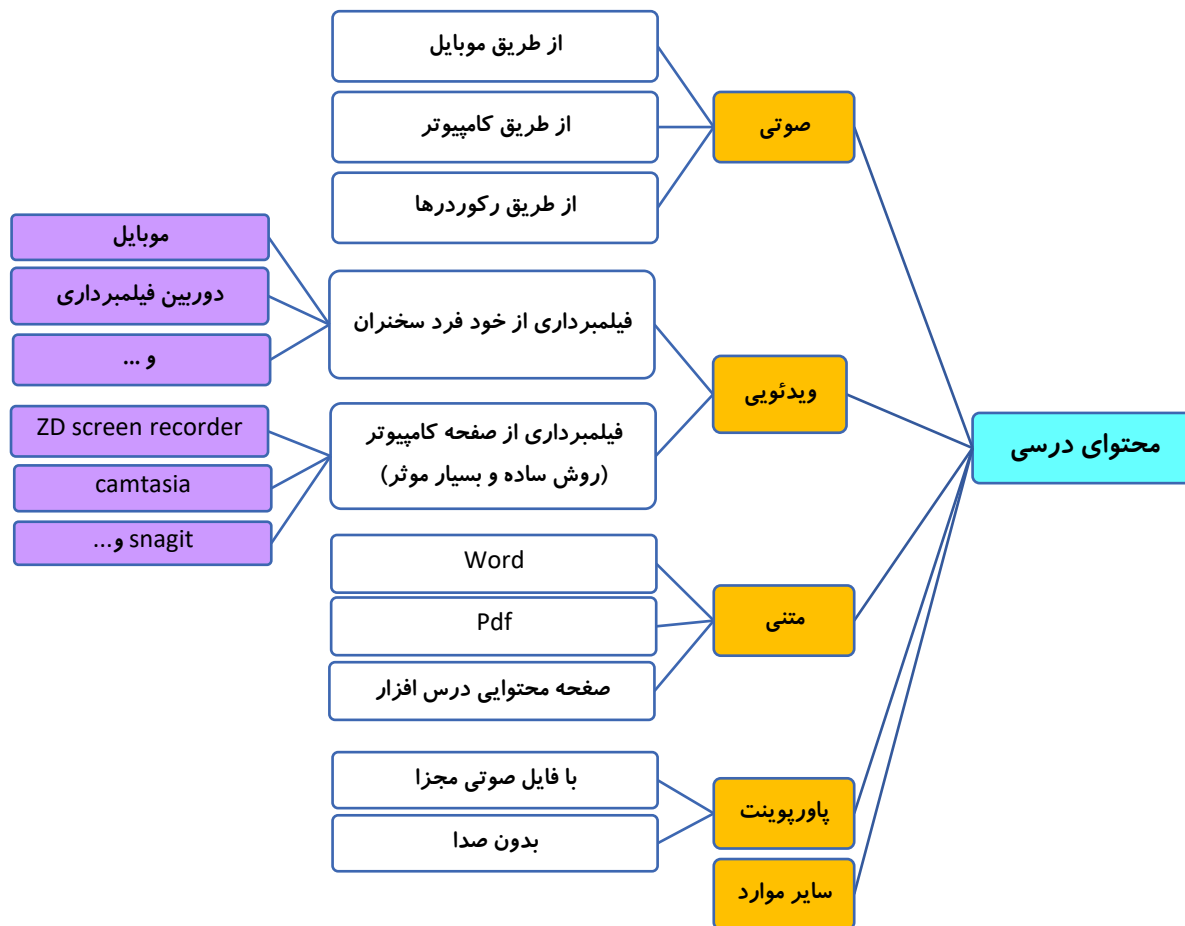 محتوای درسی
صوتی
از طریق موبایل
از طریق کامپیوتر
از طریق رکوردرها
ویدئویی
فیلمبرداری از خود فرد سخنران
موبایل
دوربین فیلمبرداری
و ...
فیلمبرداری از صفحه کامپیوتر
(روش ساده و بسیار موثر)
ZD screen recorder
camtasia
snagit و...
متنی
Word
Pdf
صفحه محتوایی درس افزار
پاورپوینت
با فایل صوتی مجزا
بدون صدا
سایر موارد